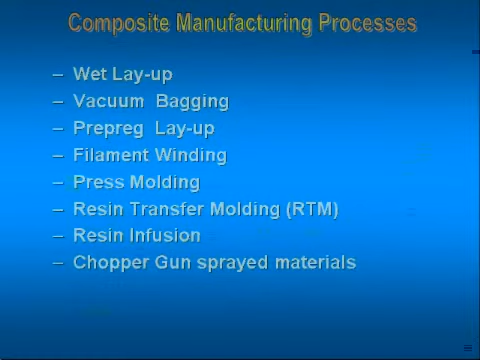 Composite Manufacturing Processes
– Wet Lay-up
– Vacuum Bagging
– Prepreg Lay-up
– Filament Winding
– Press Molding
– Resin Transfer Molding (RTM)
– Resin Infusion
– Chopper Gun sprayed materials